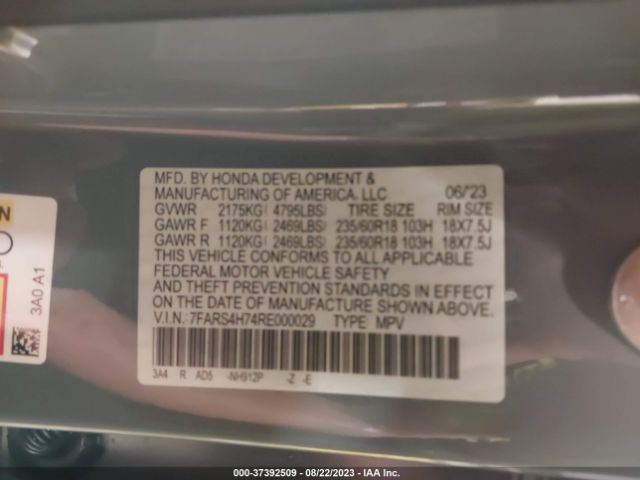 MFD. BY HONDA DEVELOPMENT &
MANUFACTURING OF AMERICA, LLC 06/'23
GVWR 2175KG( 4795LBS) TIRE SIZE RIM SIZE
GAWR F 1120KG( 2469LBS) 235/60R18 103H 18X7.5J
GAWR R 1120KG( 2469LBS) 235/60R18 103H 18X7.5J
THIS VEHICLE CONFORMS TO ALL APPLICABLE
FEDERAL MOTOR VEHICLE SAFETY
AND THEFT PREVENTION STANDARDS IN EFFECT
ON THE DATE OF MANUFACTURE SHOWN ABOVE.
V.I.N.: 7FARS4H74RE000029 TYPE: MPV
3A4 R AD5 -NH912P -Z -E
3A0 A1
000-37392509 - 08/22/2023 - IAA Inc.